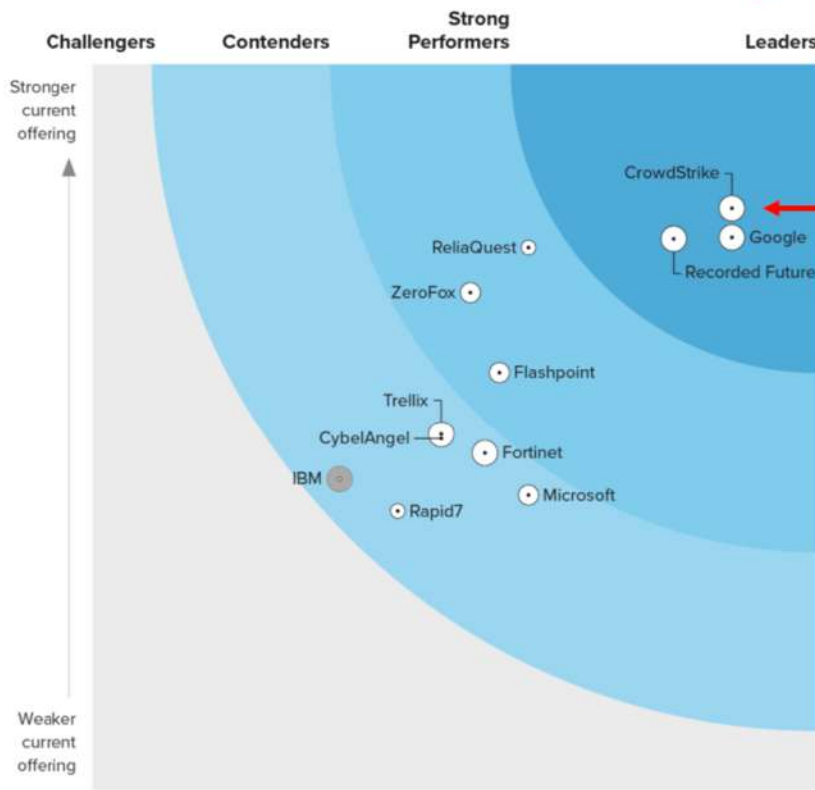 Strong
Challengers Contenders Performers Leaders
Stronger
current
offering
CrowdStrike
Google
ReliaQuest
Recorded Future
ZeroFox
Flashpoint
Trellix
CybelAngel
Fortinet
IBM
Microsoft
Rapid7
Weaker
current
offering